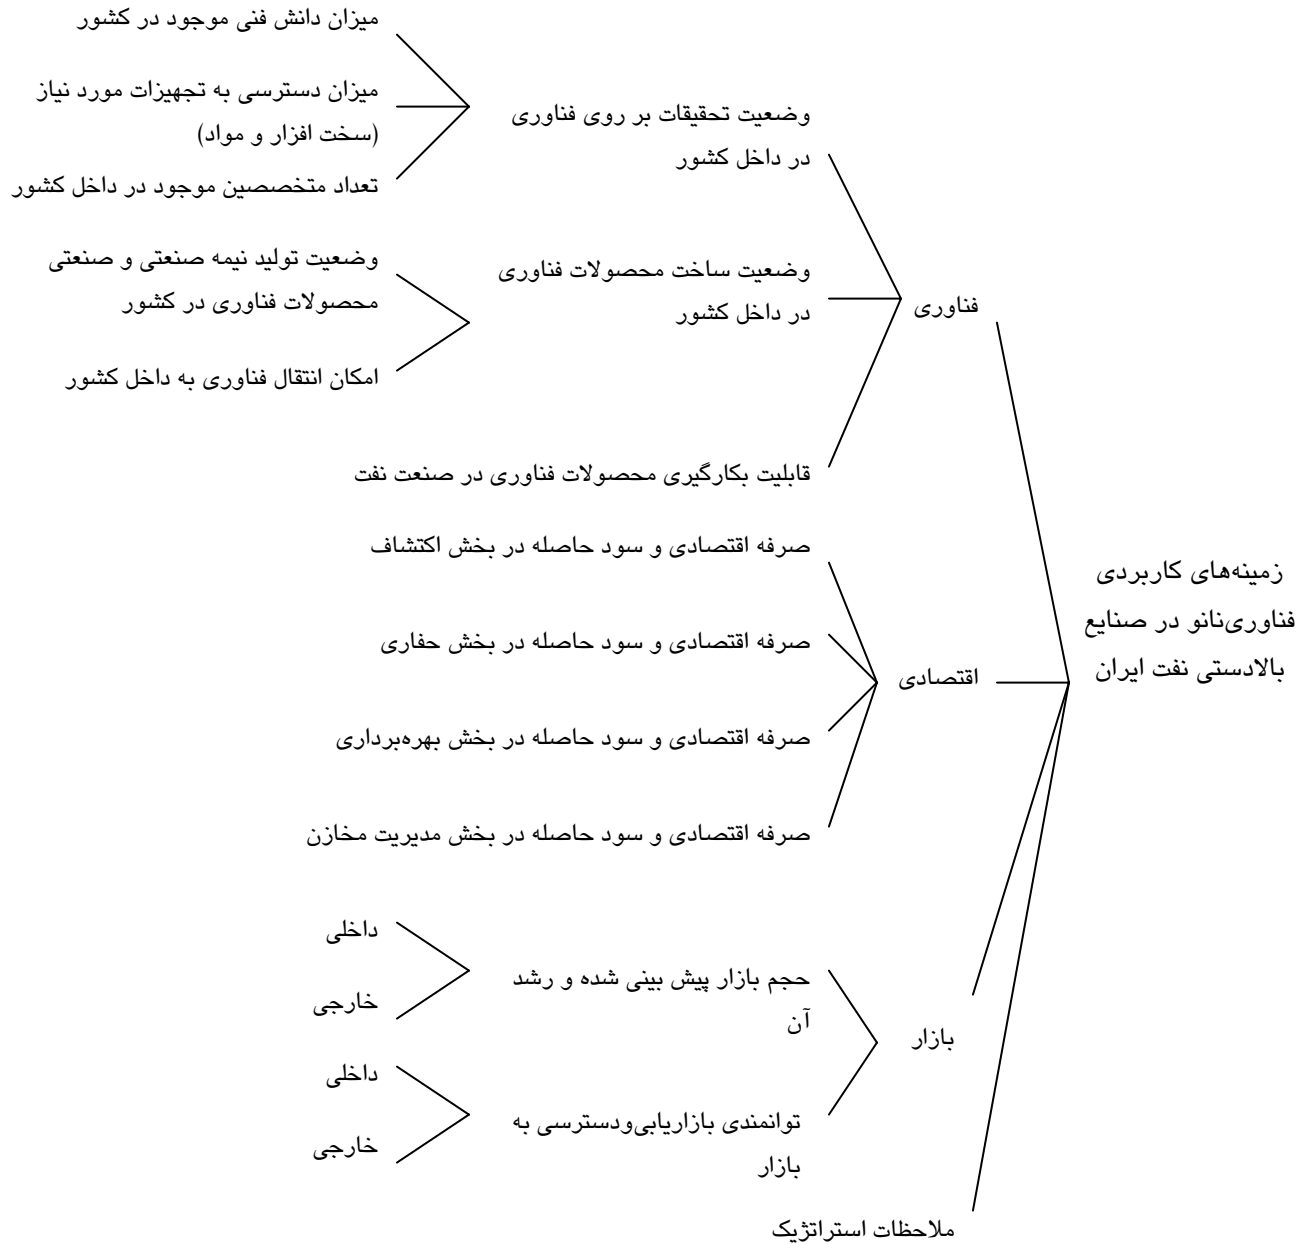 زمینه‌های کاربردی
فناوری‌نانو در صنایع
بالادستی نفت ایران
فناوری
وضعیت تحقیقات بر روی فناوری
در داخل کشور
میزان دانش فنی موجود در کشور
میزان دسترسی به تجهیزات مورد نیاز
(سخت افزار و مواد)
تعداد متخصصین موجود در داخل کشور
وضعیت ساخت محصولات فناوری
در داخل کشور
وضعیت تولید نیمه صنعتی و صنعتی
محصولات فناوری در کشور
امکان انتقال فناوری به داخل کشور
قابلیت بکارگیری محصولات فناوری در صنعت نفت
اقتصادی
صرفه اقتصادی و سود حاصله در بخش اکتشاف
صرفه اقتصادی و سود حاصله در بخش حفاری
صرفه اقتصادی و سود حاصله در بخش بهره‌برداری
صرفه اقتصادی و سود حاصله در بخش مدیریت مخازن
بازار
حجم بازار پیش بینی شده و رشد
آن
داخلی
خارجی
توانمندی بازاریابی‌ودسترسی به
بازار
داخلی
خارجی
ملاحظات استراتژیک